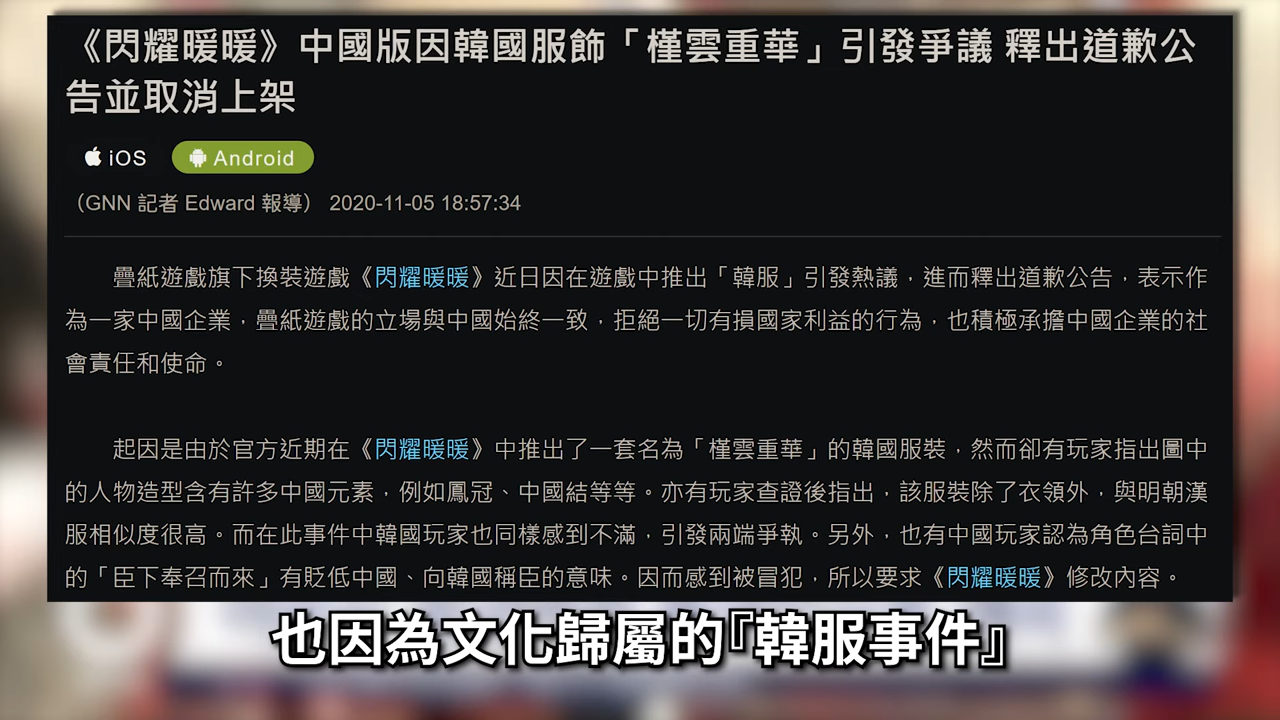 《閃耀暖暖》中國版因韓國服飾「槿雲重華」引發爭議 釋出道歉公
告並取消上架
iOS Android
（GNN 記者 Edward 報導） 2020-11-05 18:57:34
疊紙遊戲旗下換裝遊戲《閃耀暖暖》近日因在遊戲中推出「韓服」引發熱議，進而釋出道歉公告，表示作
為一家中國企業，疊紙遊戲的立場與中國始終一致，拒絕一切有損國家利益的行為，也積極承擔中國企業的社
會責任和使命。
起因是由於官方近期在《閃耀暖暖》中推出了一套名為「槿雲重華」的韓國服裝，然而卻有玩家指出圖中
的人物造型含有許多中國元素，例如鳳冠、中國結等等。亦有玩家查證後指出，該服裝除了衣領外，與明朝漢
服相似度很高。而在此事件中韓國玩家也同樣感到不滿，引發兩端爭執。另外，也有中國玩家認為角色台詞中
的「臣下奉召而來」有貶低中國、向韓國稱臣的意味。因而感到被冒犯，所以要求《閃耀暖暖》修改內容。
也因為文化歸屬的『韓服事件』